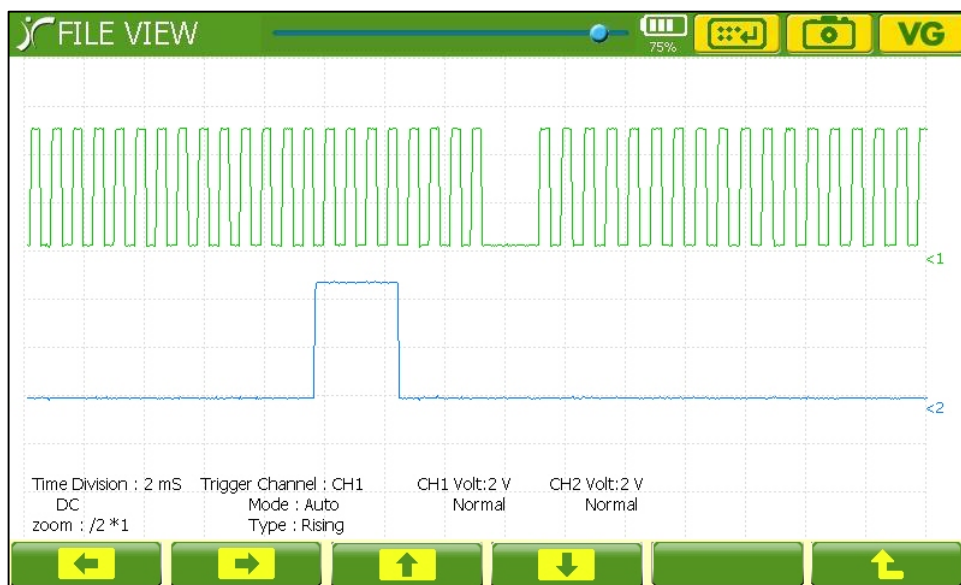 FILE VIEW
75%
VG
<1
<2
Time Division : 2 mS Trigger Channel : CH1 CH1 Volt:2 V CH2 Volt:2 V
DC Mode : Auto Normal Normal
zoom : /2 *1 Type : Rising